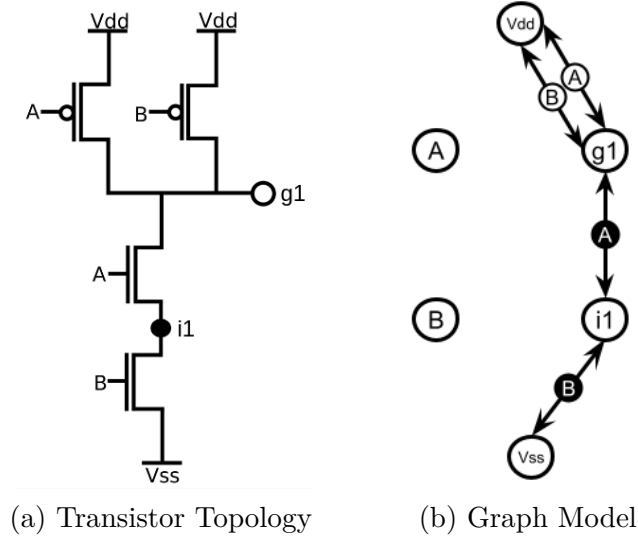 Vdd Vdd
A B
g1
A
i1
B
Vss
(a) Transistor Topology
Vdd
A
B
A g1
A
B i1
B
Vss
(b) Graph Model